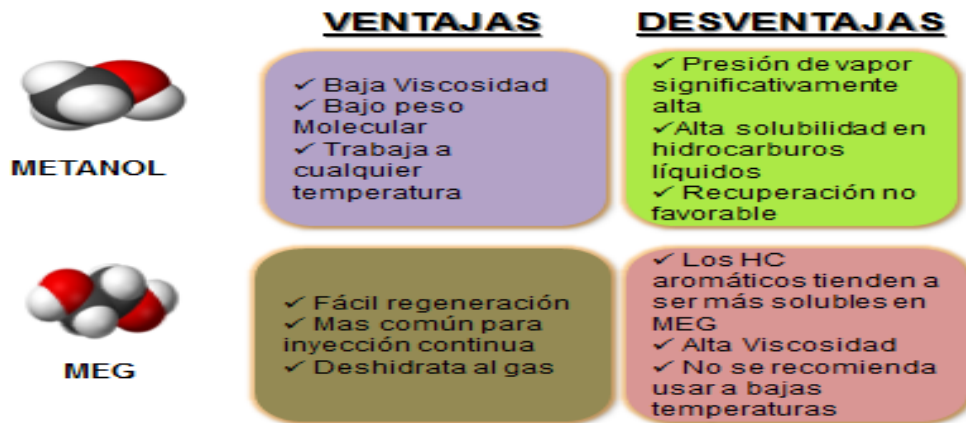 VENTAJAS
DESVENTAJAS
METANOL
✓ Baja Viscosidad
✓ Bajo peso
Molecular
✓ Trabaja a
cualquier
temperatura
✓ Presión de vapor
significativamente
alta
✓Alta solubilidad en
hidrocarburos
líquidos
✓ Recuperación no
favorable
MEG
✓ Fácil regeneración
✓ Mas común para
inyección continua
✓ Deshidrata al gas
✓ Los HC
aromáticos tienden a
ser más solubles en
MEG
✓ Alta Viscosidad
✓ No se recomienda
usar a bajas
temperaturas